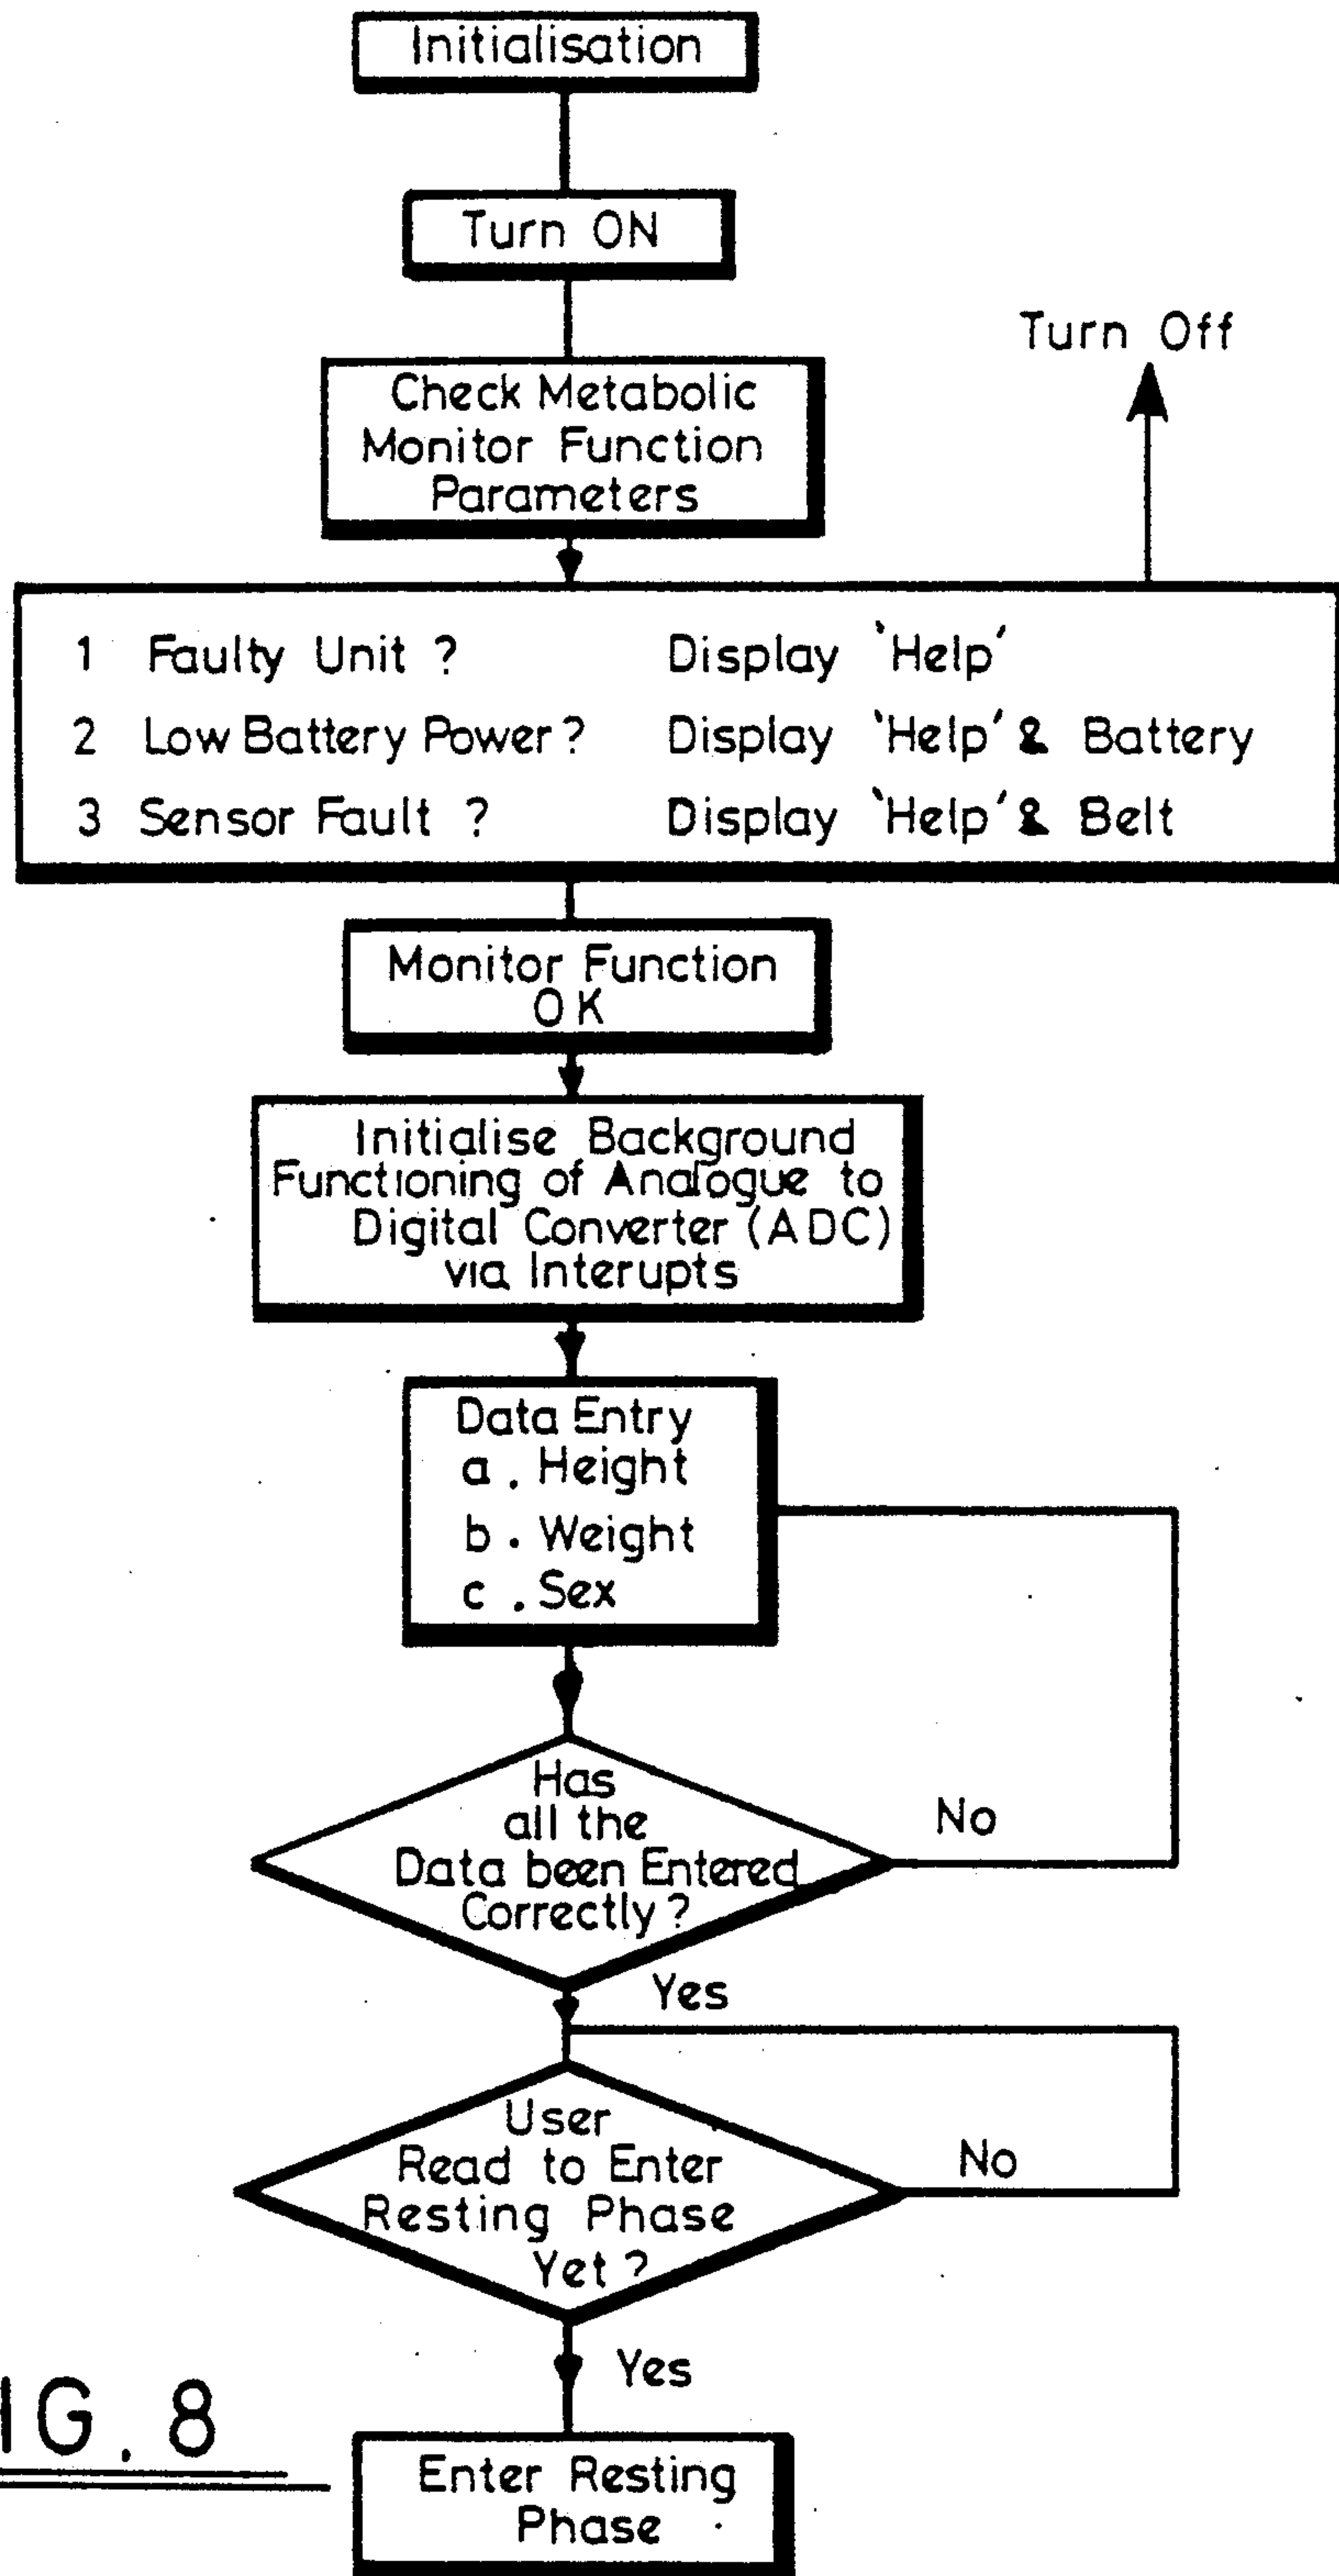 Initialisation
Turn ON
Turn Off
Check Metabolic
Monitor Function
Parameters
1 Faulty Unit ? Display 'Help'
2 Low Battery Power? Display 'Help' & Battery
3 Sensor Fault ? Display 'Help' & Belt
Monitor Function
OK
Initialise Background
Functioning of Analogue to
Digital Converter (ADC)
via Interupts
Data Entry
a . Height
b . Weight
c . Sex
Has
all the
Data been Entered
Correctly?
No
Yes
User
Read to Enter
Resting Phase
Yet ?
No
Yes
IG. 8
Enter Resting
Phase